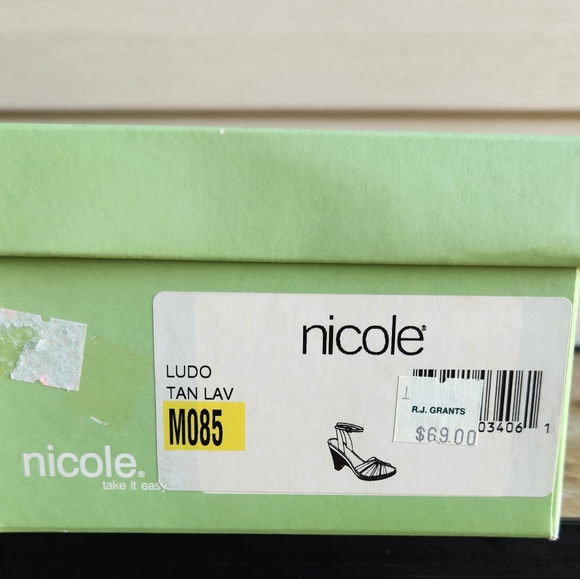 nicole®
LUDO
TAN LAV
M085
R.J. GRANTS
$69.00
03406 1
nicole®
take it easy